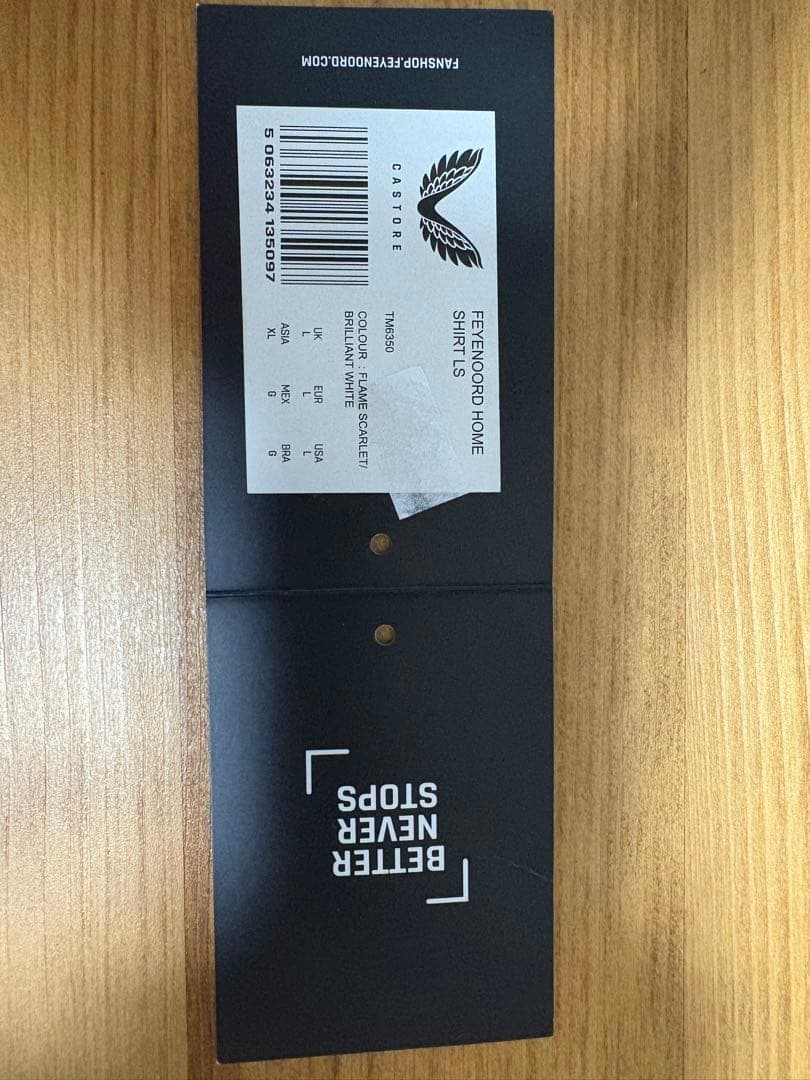 FANSHOP.FEYENOORD.COM
CASTORE
5 063234 135097
FEYENOORD HOME
SHIRT LS
TM6350
COLOUR : FLAME SCARLET/
BRILLIANT WHITE
UK EUR USA
L L L
ASIA MEX BRA
XL G G
BETTER
NEVER
STOPS